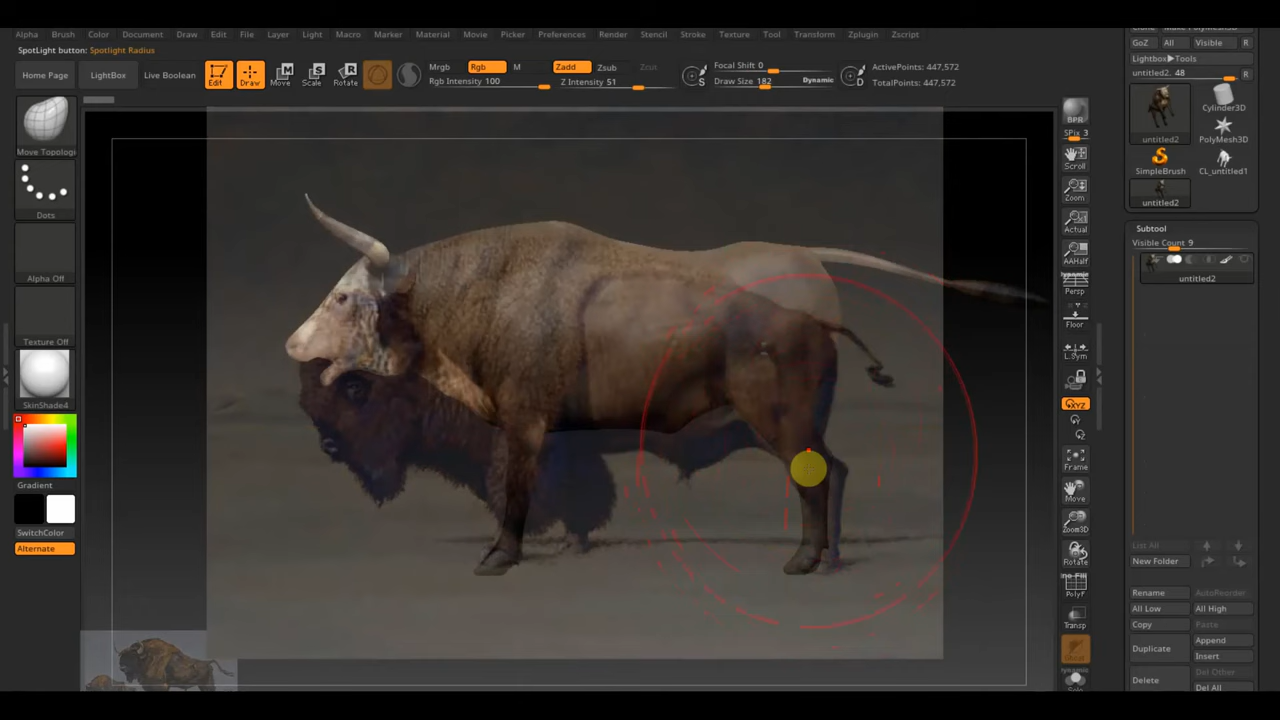 Alpha Brush Color Document Draw Edit File Layer Light Macro Marker Material Movie Picker Preferences Render Stencil Stroke Texture Tool Transform Zplugin Zscript
SpotLight button: Spotlight Radius
Home Page
LightBox
Live Boolean
Edit
Draw
Move
Scale
Rotate
Mrgb
Rgb
M
Rgb Intensity 100
Zadd
Zsub
Zcut
Z Intensity 51
S
Focal Shift 0
Draw Size 182
Dynamic
D
ActivePoints: 447,572
TotalPoints: 447,572
Move Topolog
Dots
Alpha Off
Texture Off
SkinShade4
Gradient
SwitchColor
Alternate
BPR
SPix 3
Scroll
Zoom
Actual
AAHalf
Dynamic
Persp
Floor
L.Sym
XYZ
Y
Z
Frame
Move
Zoom3D
Rotate
PolyF
Transp
Ghost
Solo
GoZ
All
Visible
R
Lightbox▶Tools
untitled2. 48
R
untitled2
Cylinder3D
PolyMesh3D
SimpleBrush
CL_untitled1
untitled2
Subtool
Visible Count 9
untitled2
List All
New Folder
Rename
AutoReorder
All Low
All High
Copy
Paste
Duplicate
Append
Insert
Delete
Del Other
Del All